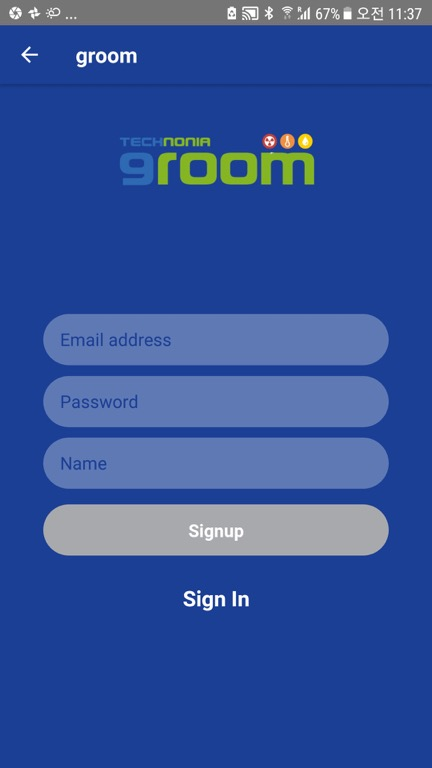 ... 67% 오전 11:37
groom
TECHNONIA
groom
Email address
Password
Name
Signup
Sign In